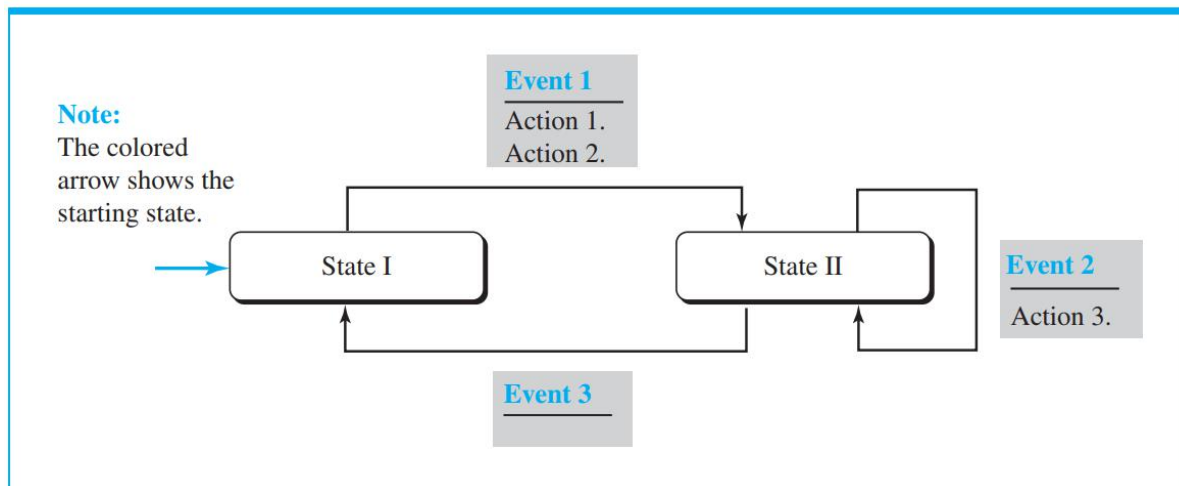 Note:
The colored
arrow shows the
starting state.
Event 1
Action 1.
Action 2.
State I
State II
Event 2
Action 3.
Event 3